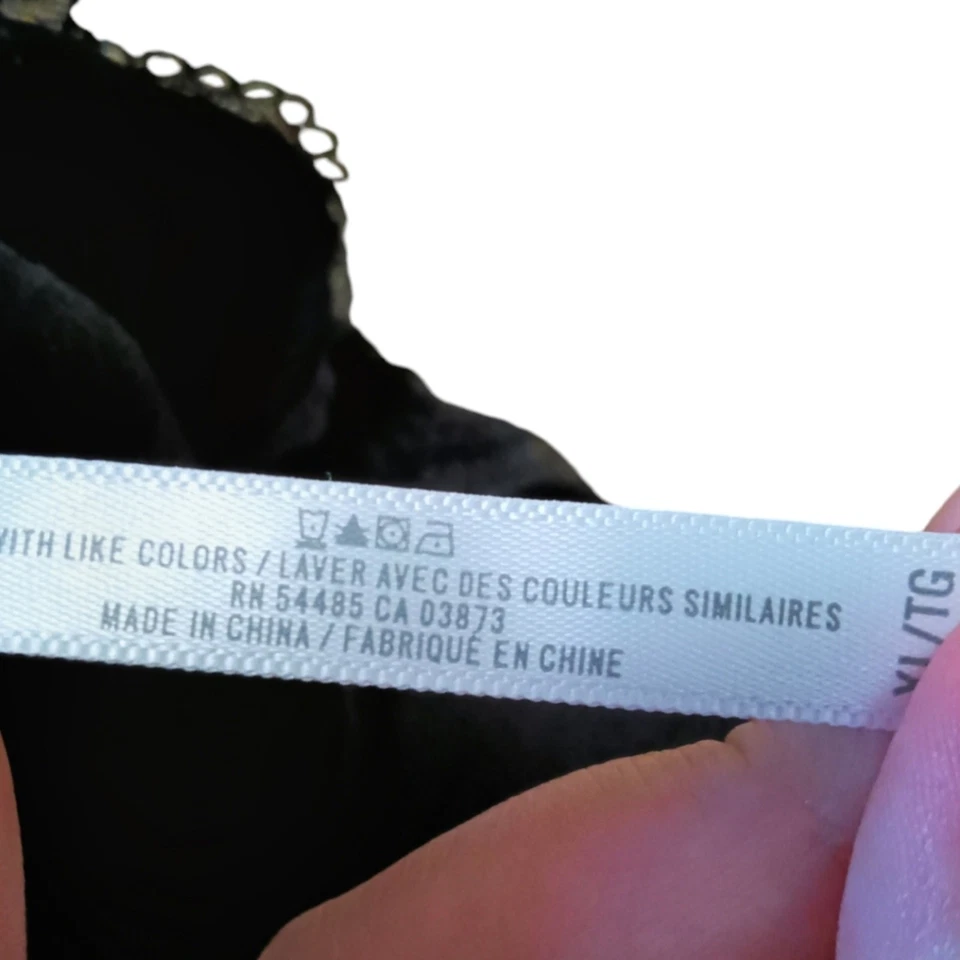 WITH LIKE COLORS / LAVER AVEC DES COULEURS SIMILAIRES
RN 54485 CA 03873
MADE IN CHINA / FABRIQUÉ EN CHINE
XL/TG